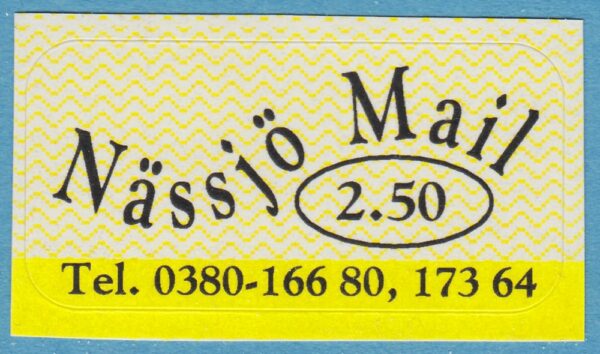 Nässjö Mail
2.50
Tel. 0380-166 80, 173 64